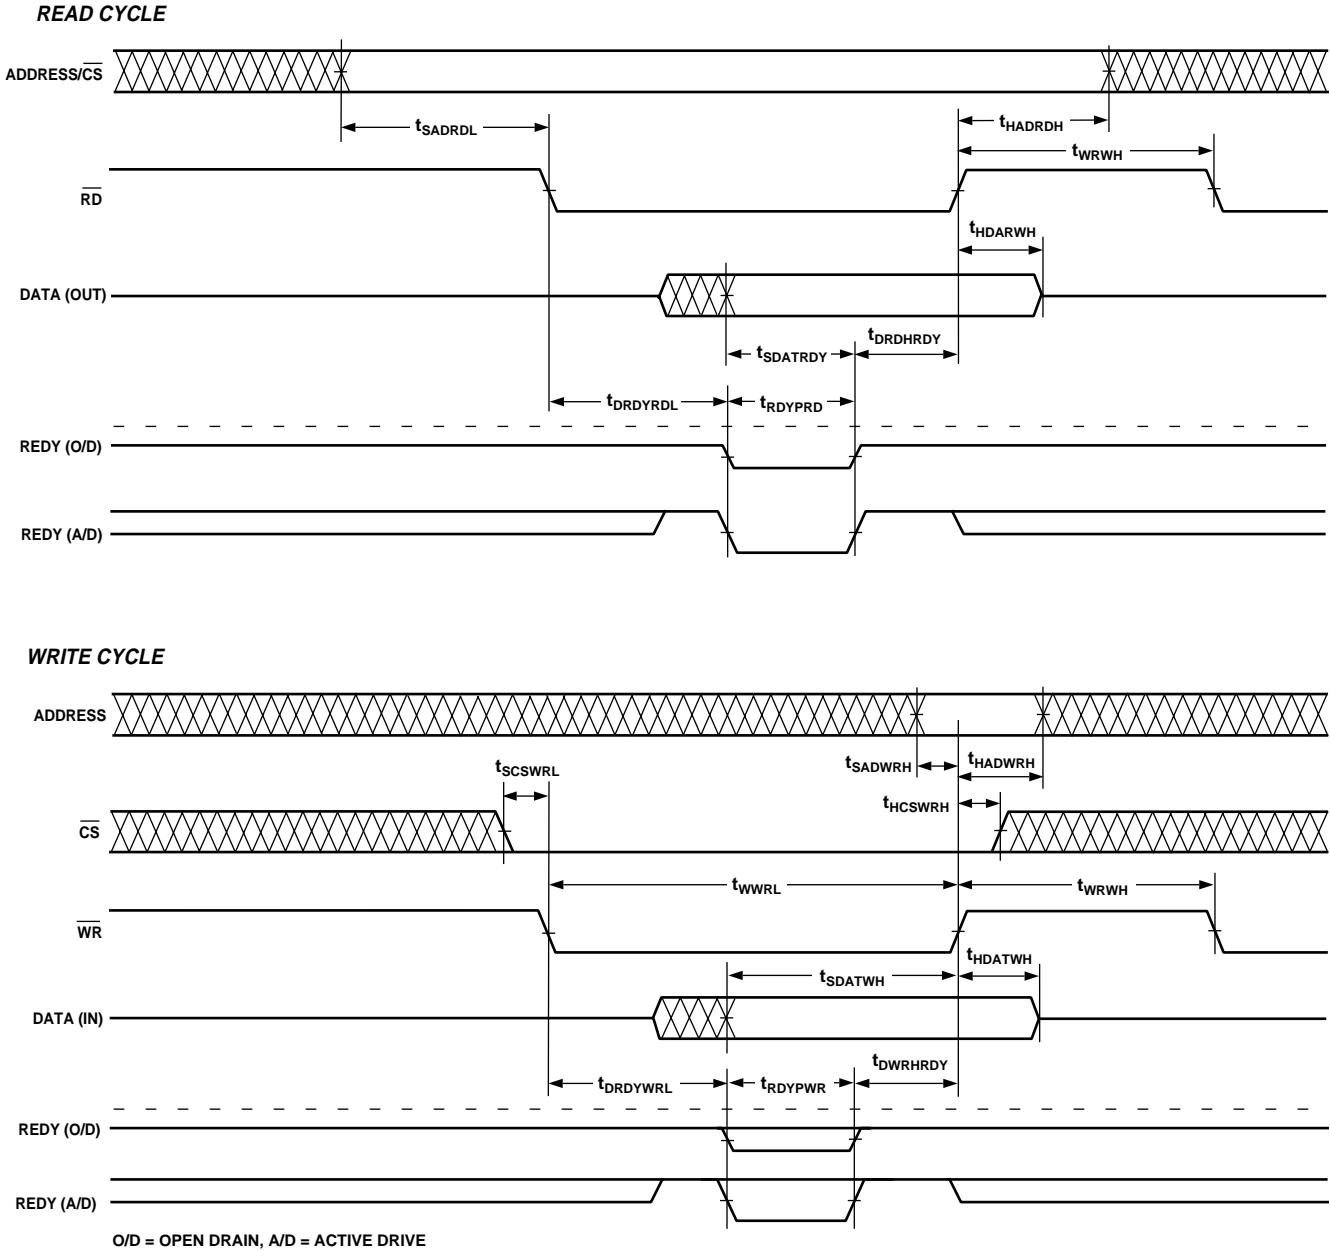 READ CYCLE
ADDRESS/CS
tSADRDL
tHADRDH
tWRWH
RD
tHDARWH
DATA (OUT)
tDRDHRDY
tSDATRDY
tDRDYRDL
tRDYPRD
REDY (O/D)
REDY (A/D)
WRITE CYCLE
ADDRESS
tSCSWRL
tSADWRH
tHADWRH
tHCSWRH
CS
tWWRL
tWRWH
WR
tHDATWH
tSDATWH
DATA (IN)
tDWRHRDY
tDRDYWRL
tRDYPWR
REDY (O/D)
REDY (A/D)
O/D = OPEN DRAIN, A/D = ACTIVE DRIVE